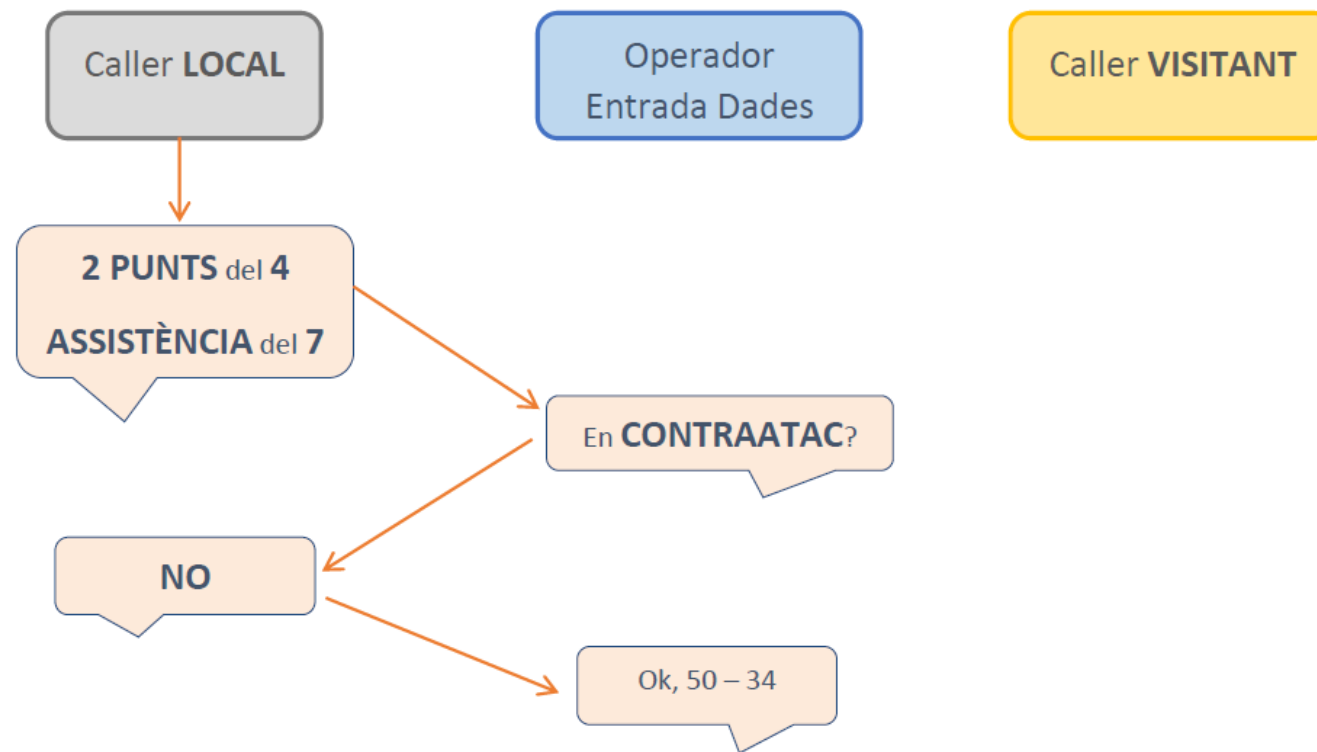 Caller LOCAL
Operador
Entrada Dades
Caller VISITANT
2 PUNTS del 4
ASSISTÈNCIA del 7
En CONTRAATAC?
NO
Ok, 50 – 34